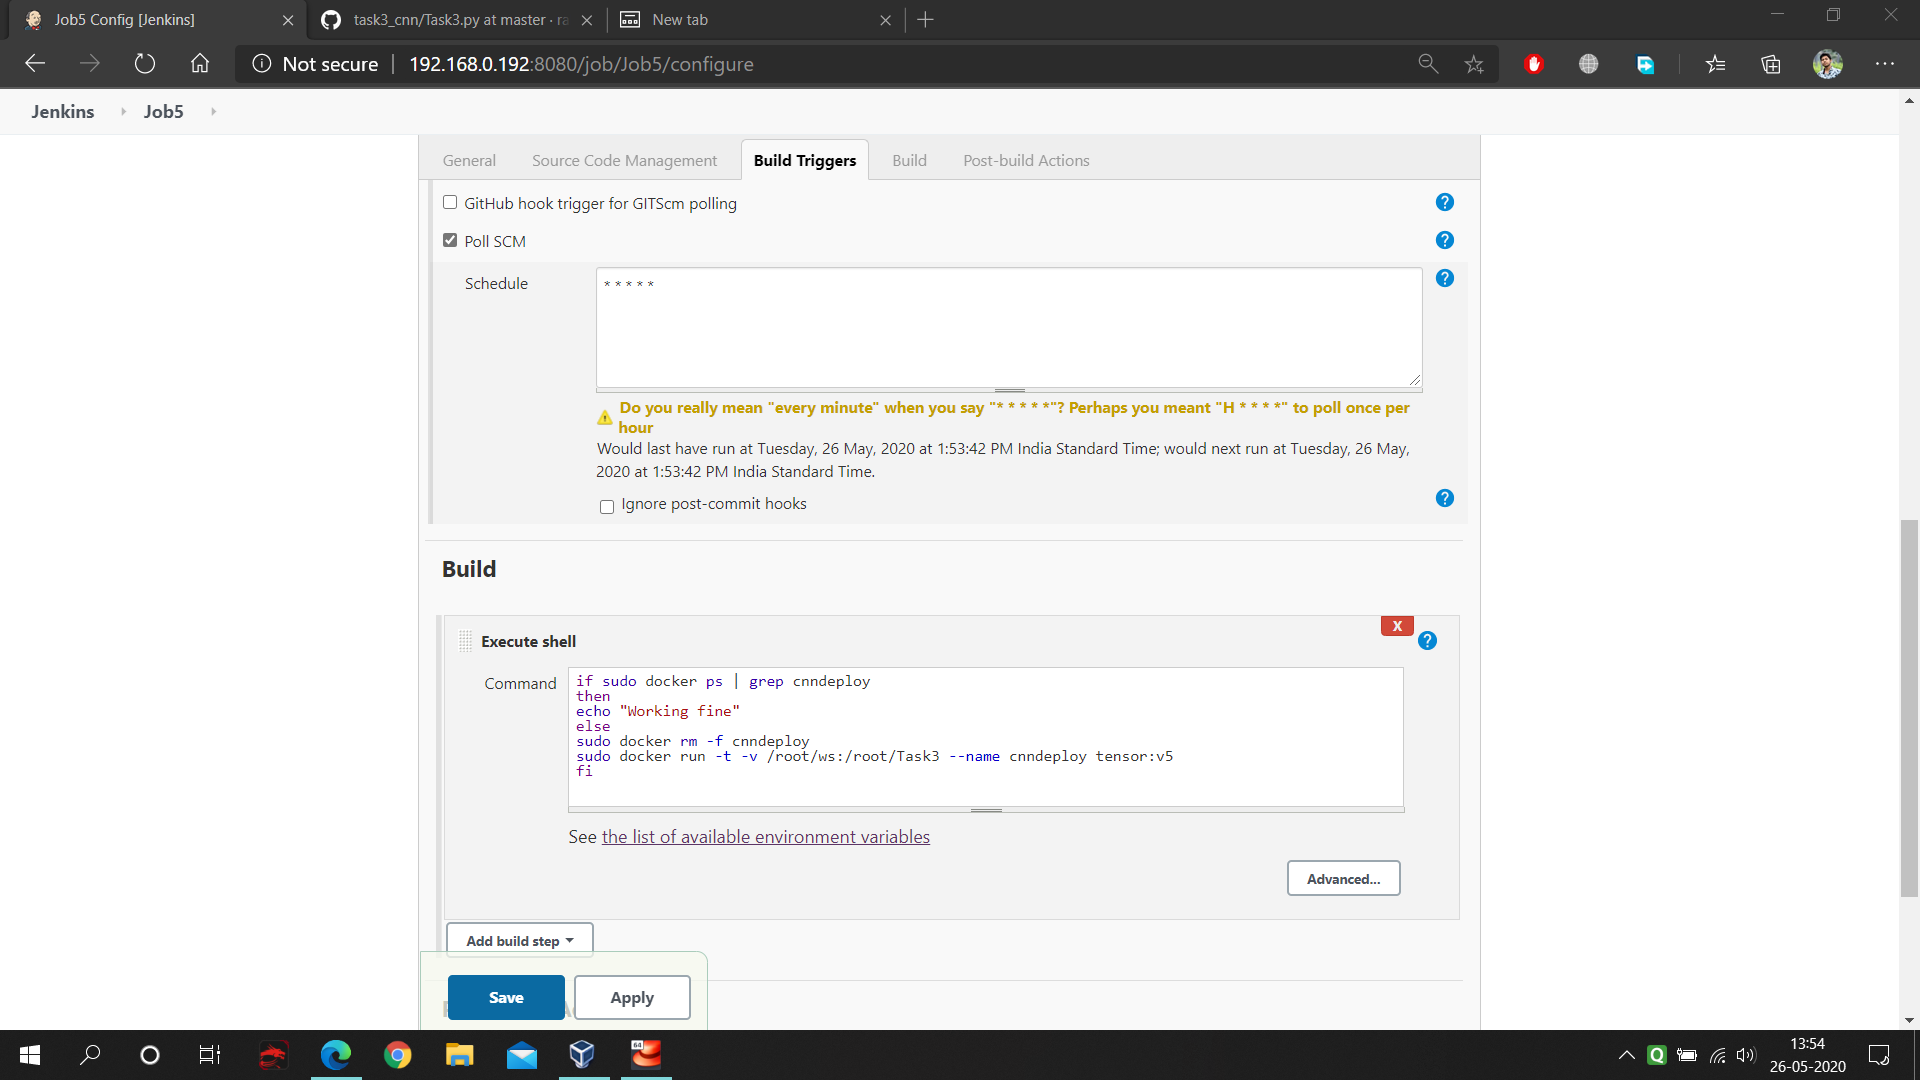 Job5 Config [Jenkins]
task3_cnn/Task3.py at master · ra
New tab
Not secure
192.168.0.192:8080/job/Job5/configure
Jenkins
Job5
General
Source Code Management
Build Triggers
Build
Post-build Actions
GitHub hook trigger for GITScm polling
Poll SCM
Schedule
* * * * *
Do you really mean "every minute" when you say "* * * * *"? Perhaps you meant "H * * * *" to poll once per
hour
Would last have run at Tuesday, 26 May, 2020 at 1:53:42 PM India Standard Time; would next run at Tuesday, 26 May,
2020 at 1:53:42 PM India Standard Time.
Ignore post-commit hooks
Build
X
Execute shell
Command
if sudo docker ps | grep cnndeploy
then
echo "Working fine"
else
sudo docker rm -f cnndeploy
sudo docker run -t -v /root/ws:/root/Task3 --name cnndeploy tensor:v5
fi
See the list of available environment variables
Advanced...
Add build step
Save
Apply
64
Q
13:54
26-05-2020